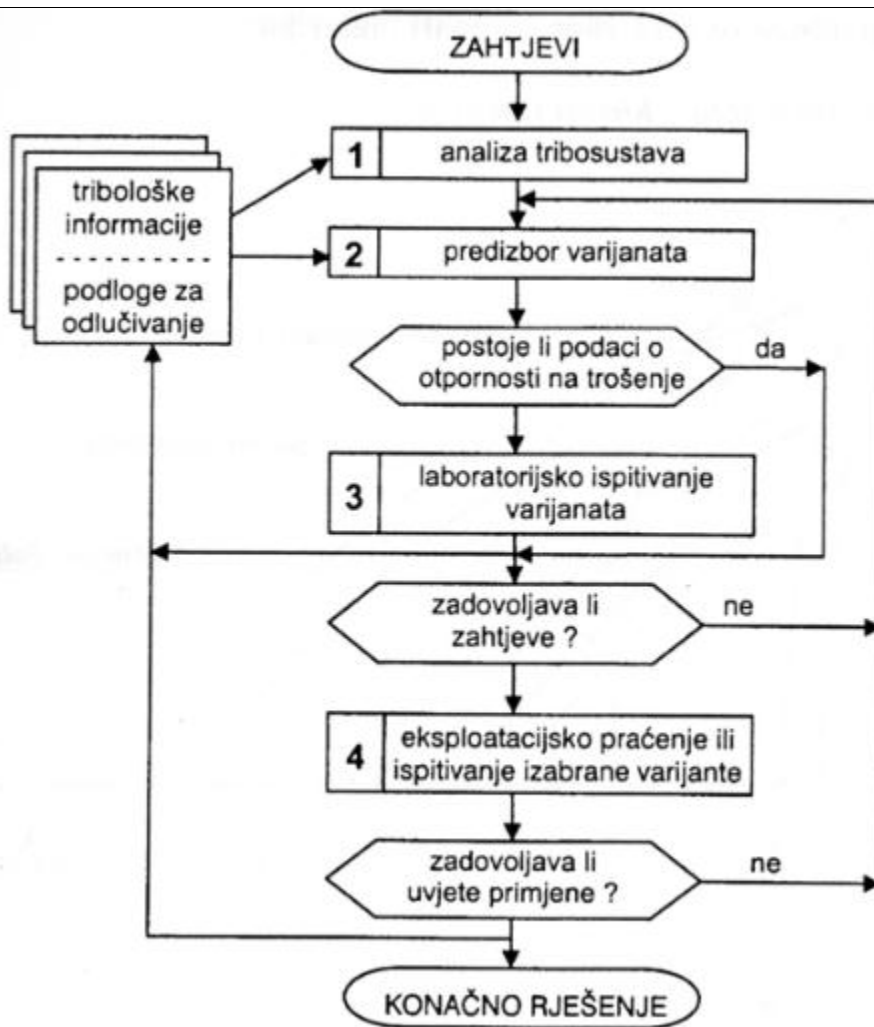 ZAHTJEVI
1
analiza tribosustava
tribološke
informacije
podloge za
odlučivanje
2
predizbor varijanata
postoje li podaci o
otpornosti na trošenje
da
3
laboratorijsko ispitivanje
varijanata
zadovoljava li
zahtjeve ?
ne
4
eksploatacijsko praćenje ili
ispitivanje izabrane varijante
zadovoljava li
uvjete primjene ?
ne
KONAČNO RJEŠENJE